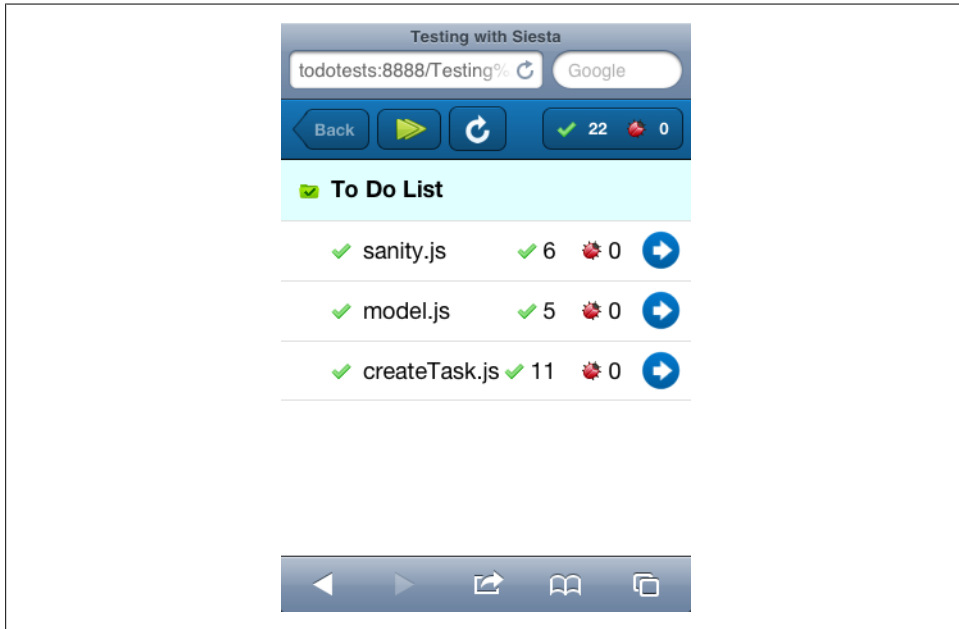 Testing with Siesta
todotests:8888/Testing%
Google
Back
22 0
To Do List
sanity.js 6 0
model.js 5 0
createTask.js 11 0